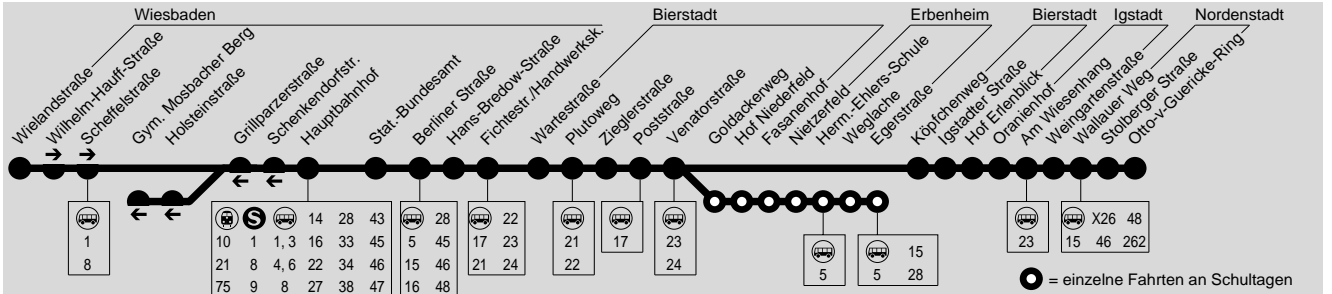 Wiesbaden
Bierstadt
Erbenheim
Bierstadt
Igstadt
Nordenstadt
Wielandstraße
Wilhelm-Hauff-Straße
Scheffelstraße
Gym. Mosbacher Berg
Holsteinstraße
Grillparzerstraße
Schenkendorfstr.
Hauptbahnhof
Stat.-Bundesamt
Berliner Straße
Hans-Bredow-Straße
Fichtestr./Handwerksk.
Wartestraße
Plutoweg
Zieglerstraße
Poststraße
Venatorstraße
Goldackerweg
Hof Niederfeld
Fasanenhof
Nietzerfeld
Herm.-Ehlers-Schule
Weglache
Egerstraße
Köpfchenweg
Igstadter Straße
Hof Erlenblick
Oranienhof
Am Wiesenhang
Weingartenstraße
Wallauer Weg
Stolberger Straße
Otto-v-Guericke-Ring
1
8
S 14 28 43
10 1 1, 3 16 33 45
21 8 4, 6 22 34 46
75 9 8 27 38 47
28
5 45
15 46
16 48
22
17 23
21 24
21
22
17
23
24
5
15
5 28
23
X26 48
15 46 262
= einzelne Fahrten an Schultagen